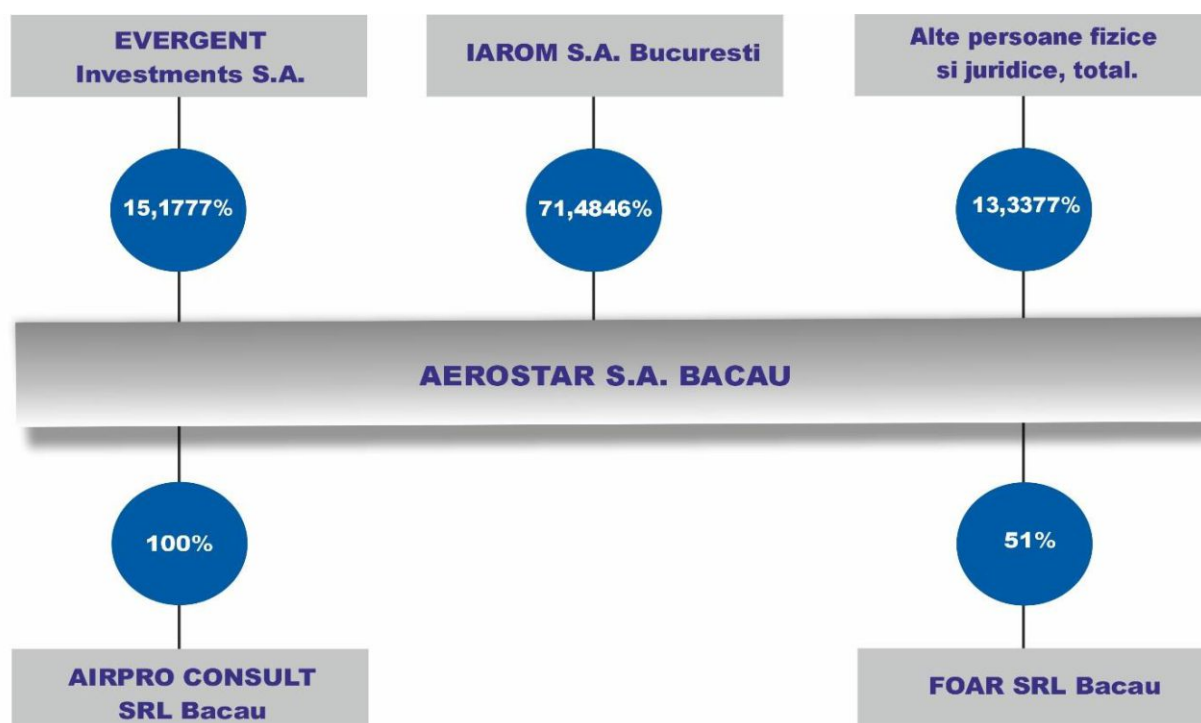 EVERGENT
Investments S.A.
IAROM S.A. Bucuresti
Alte persoane fizice
si juridice, total.
15,1777%
71,4846%
13,3377%
AEROSTAR S.A. BACAU
100%
51%
AIRPRO CONSULT
SRL Bacau
FOAR SRL Bacau